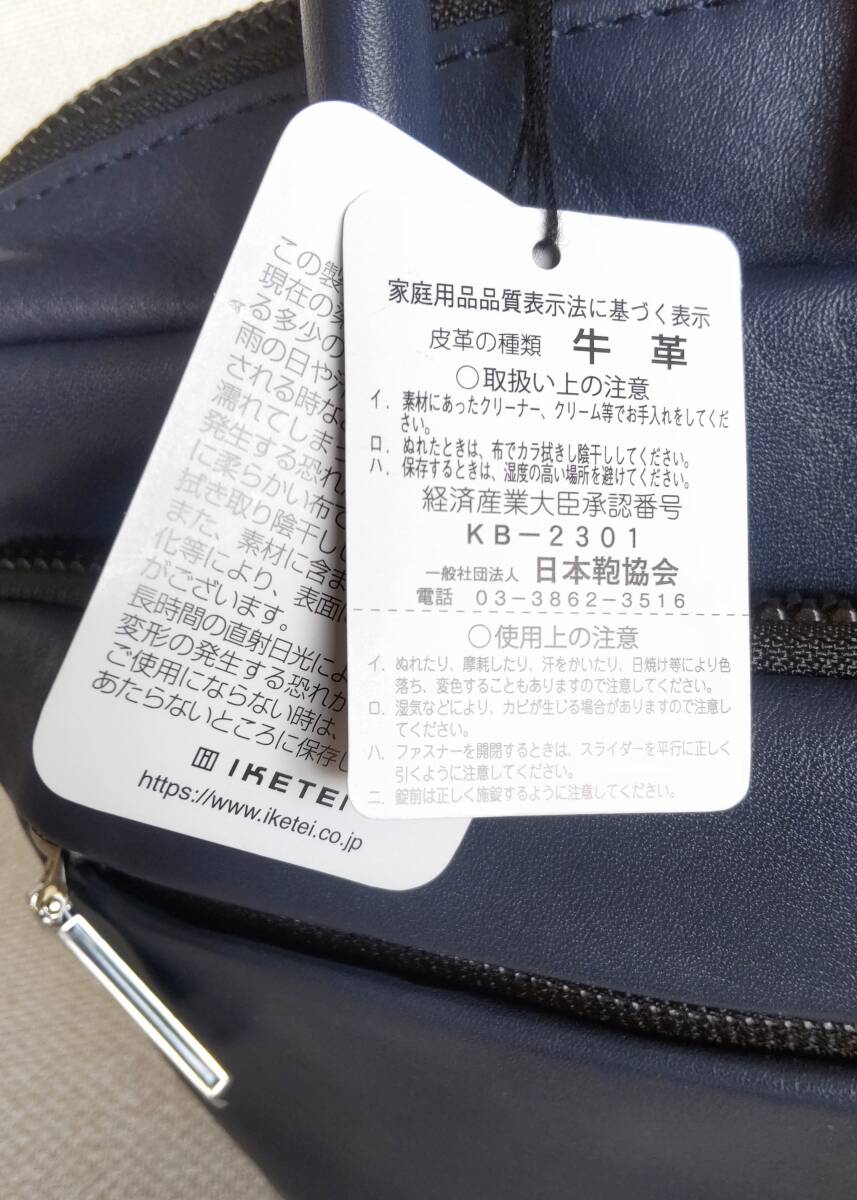 家庭用品品質表示法に基づく表示
皮革の種類 牛 革
○取扱い上の注意
イ. 素材にあったクリーナー、クリーム等でお手入れをしてくだ
さい。
ロ. ぬれたときは、布でカラ拭きし陰干ししてください。
ハ. 保存するときは、湿度の高い場所を避けてください。
経済産業大臣承認番号
KB－2301
一般社団法人 日本鞄協会
電話 03－3862－3516
○使用上の注意
イ. ぬれたり、摩耗したり、汗をかいたり、日焼け等により色
落ち、変色することもありますので注意してください。
ロ. 湿気などにより、カビが生じる場合がありますので注意し
てください。
ハ. ファスナーを開閉するときは、スライダーを平行に正しく
引くように注意してください。
ニ. 錠前は正しく施錠するように注意してください。
この製
現在の染
る多少の
雨の日や汗
される時など
濡れてしまっ
発生する恐れ
に柔らかい布で
拭き取り陰干しし
また、素材に含ま
化等により、表面に
がございます。
長時間の直射日光によ
変形の発生する恐れが
ご使用にならない時は、
あたらないところに保存し
IKETEI
https://www.iketei.co.jp